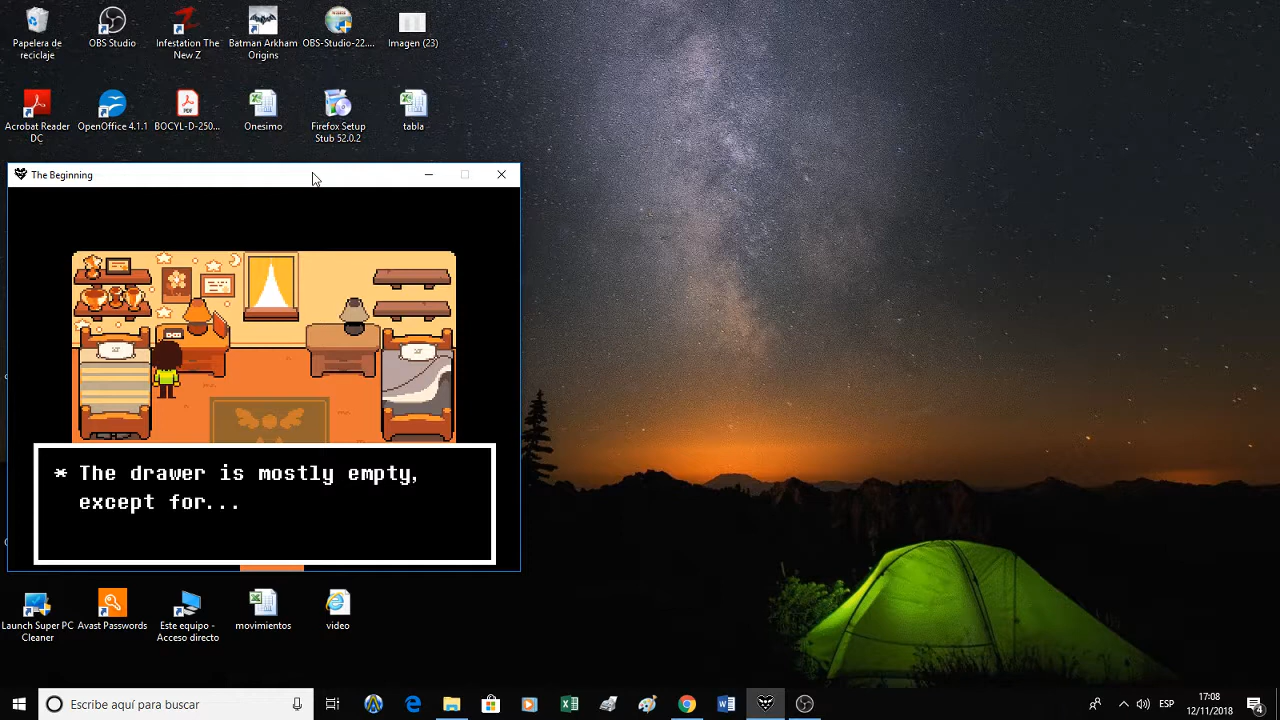 Papelera de
reciclaje
OBS Studio
Infestation The
New Z
Batman Arkham
Origins
OBS-Studio-22....
Imagen (23)
Acrobat Reader
DC
OpenOffice 4.1.1
BOCYL-D-250...
Onesimo
Firefox Setup
Stub 52.0.2
tabla
The Beginning
* The drawer is mostly empty,
except for...
Launch Super PC
Cleaner
Avast Passwords
Este equipo -
Acceso directo
movimientos
video
Escribe aquí para buscar
ESP
17:08
12/11/2018
4